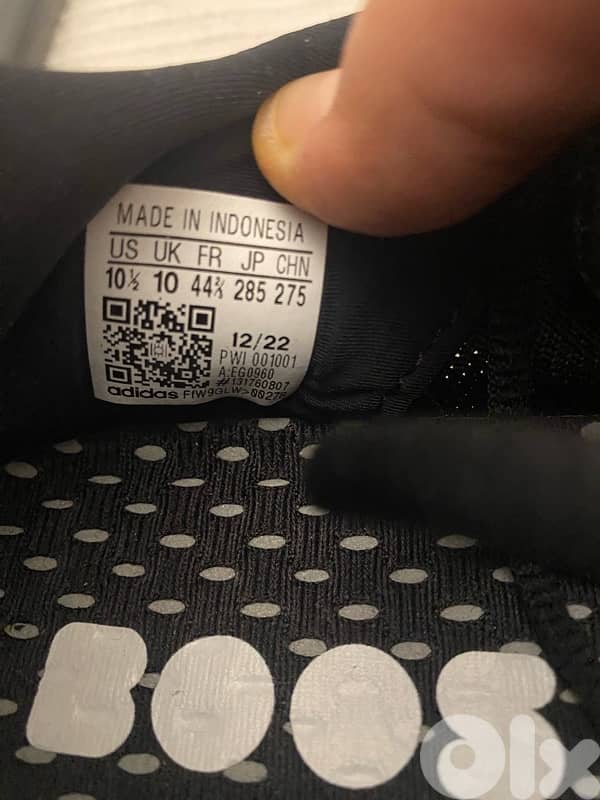 MADE IN INDONESIA
US UK FR JP CHN
10½ 10 44⅔ 285 275
12/22
PWI 001001
A:EG0960
#131760807
adidas
BOOS
olx